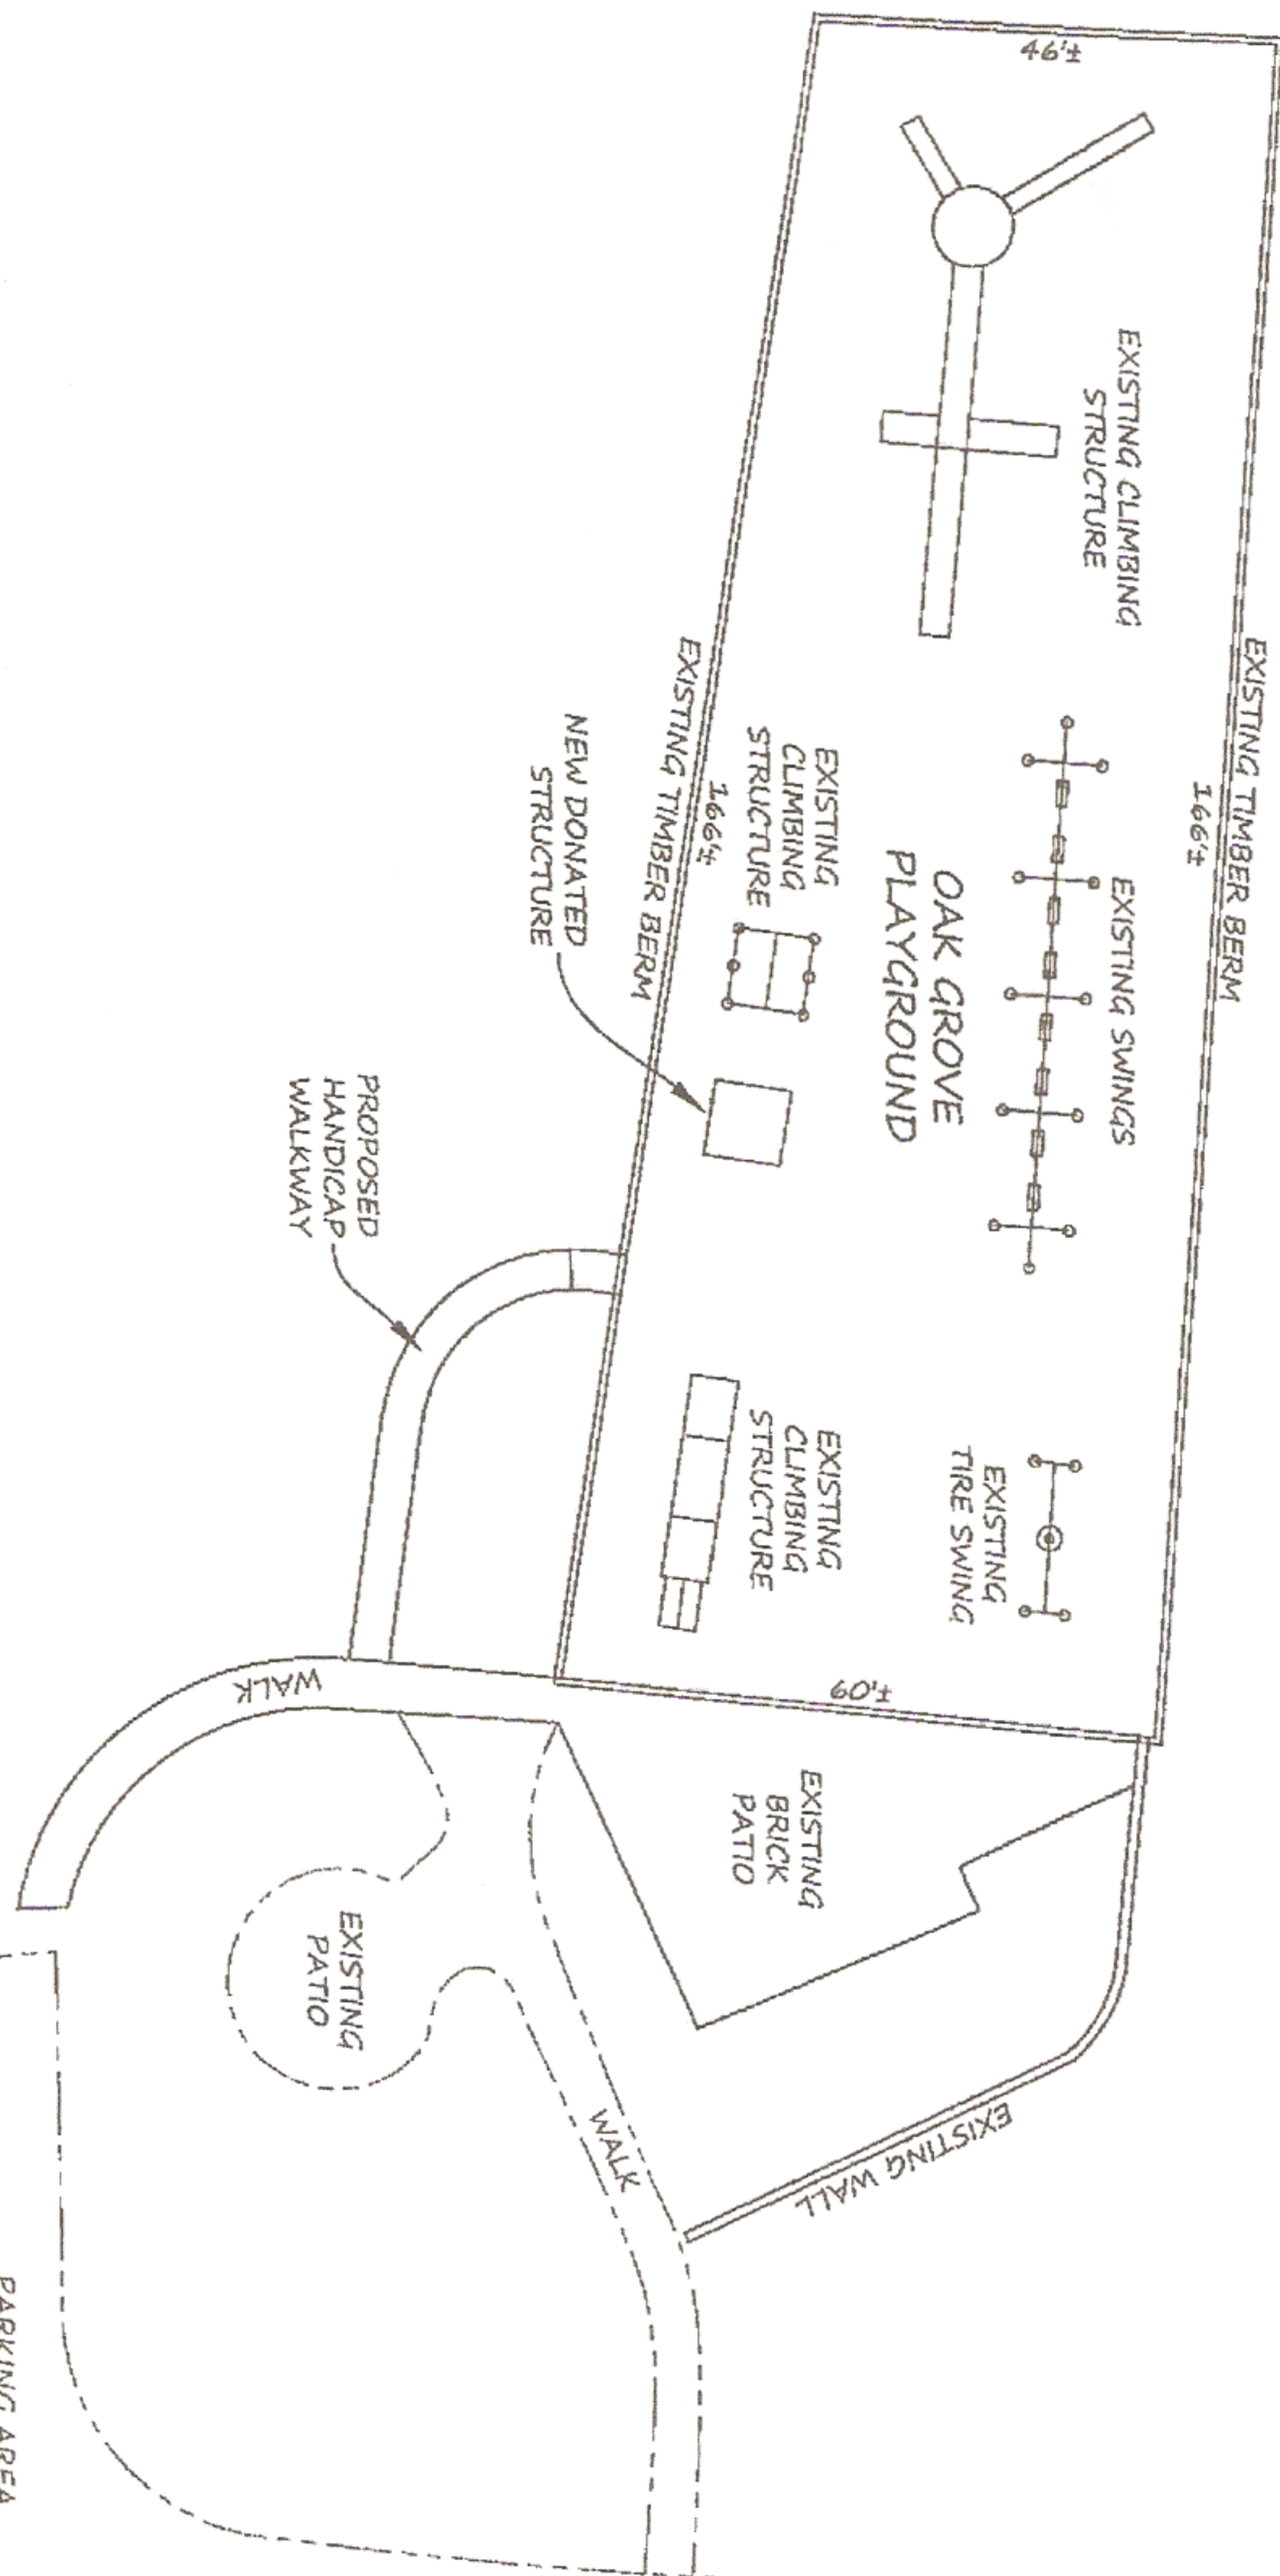 EXISTING TIMBER BERM
166'±
46'±
EXISTING CLIMBING
STRUCTURE
EXISTING SWINGS
OAK GROVE
PLAYGROUND
EXISTING
TIRE SWING
EXISTING
CLIMBING
STRUCTURE
EXISTING
CLIMBING
STRUCTURE
60'±
166'±
EXISTING TIMBER BERM
NEW DONATED
STRUCTURE
PROPOSED
HANDICAP
WALKWAY
WALK
EXISTING
BRICK
PATIO
EXISTING
PATIO
WALK
EXISTING WALL
PARKING AREA